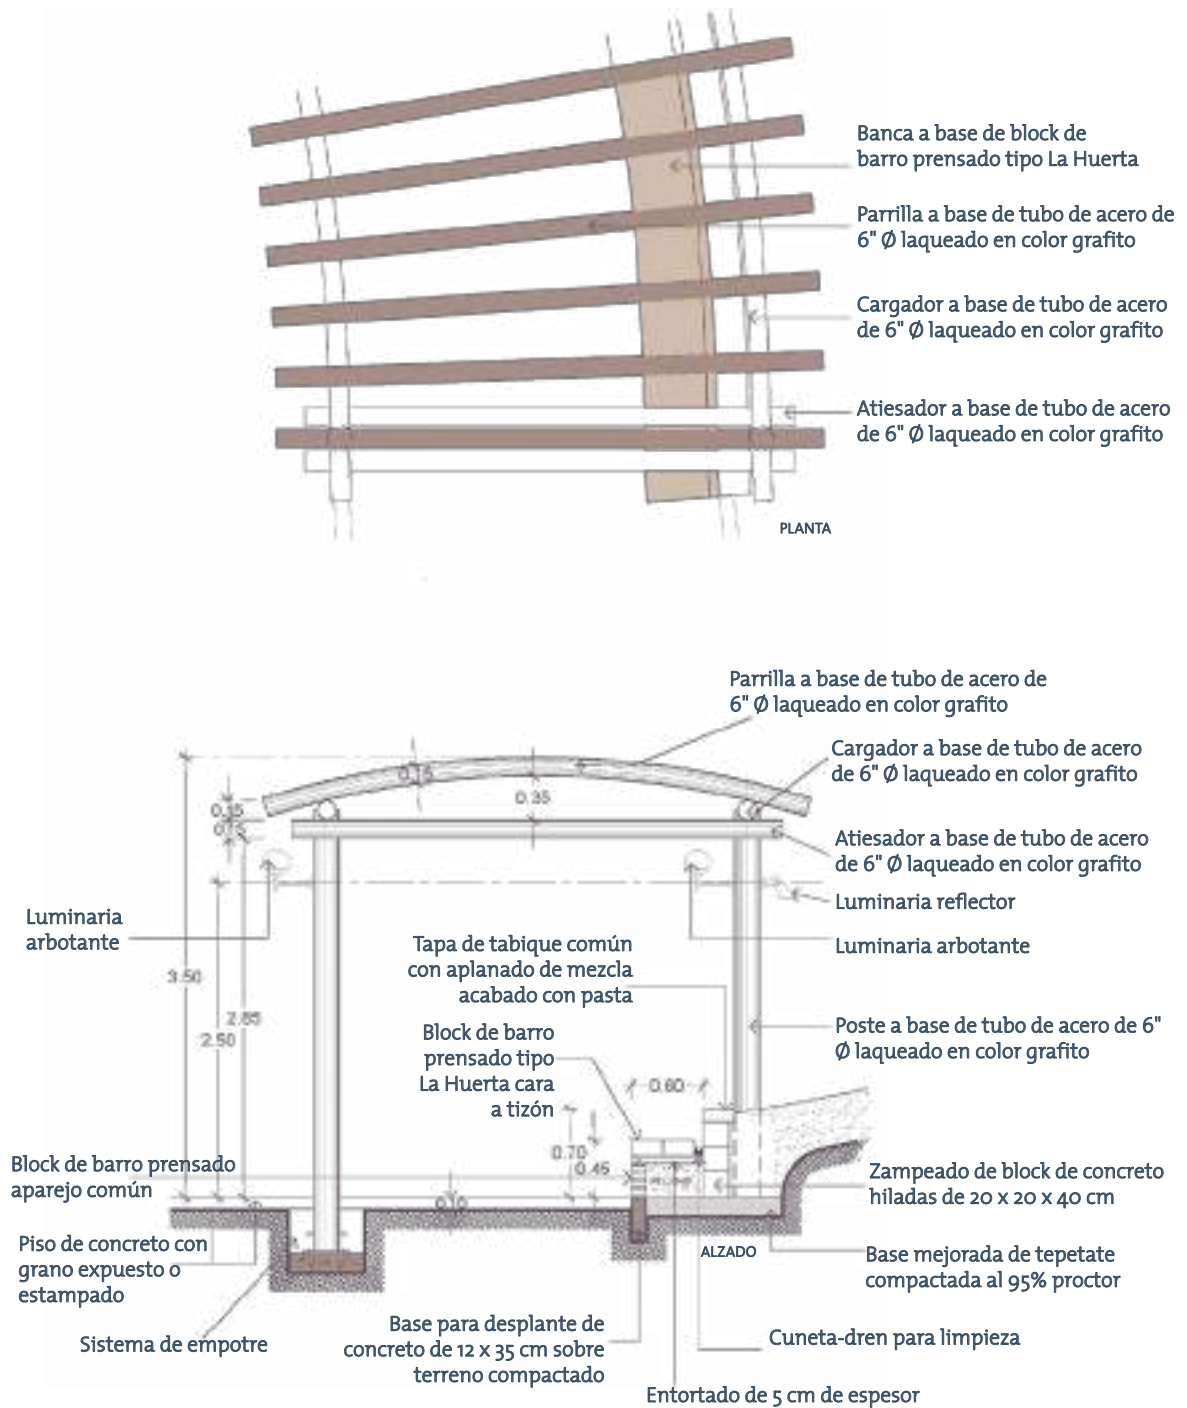 Banca a base de block de
barro prensado tipo La Huerta
Parrilla a base de tubo de acero de
6" Ø laqueado en color grafito
Cargador a base de tubo de acero
de 6" Ø laqueado en color grafito
Atiesador a base de tubo de acero
de 6" Ø laqueado en color grafito
PLANTA
Parrilla a base de tubo de acero de
6" Ø laqueado en color grafito
Cargador a base de tubo de acero
de 6" Ø laqueado en color grafito
0.15
0.35
0.15
0.15
Atiesador a base de tubo de acero
de 6" Ø laqueado en color grafito
Luminaria reflector
Luminaria
arbotante
Luminaria arbotante
Tapa de tabique común
con aplanado de mezcla
acabado con pasta
3.50
2.85
2.50
Poste a base de tubo de acero de 6"
Ø laqueado en color grafito
Block de barro
prensado tipo
La Huerta cara
a tizón
0.60
0.70
0.45
Block de barro prensado
aparejo común
0.10
Zampeado de block de concreto
hiladas de 20 x 20 x 40 cm
Piso de concreto con
grano expuesto o
estampado
ALZADO
Base mejorada de tepetate
compactada al 95% proctor
Sistema de empotre
Base para desplante de
concreto de 12 x 35 cm sobre
terreno compactado
Cuneta-dren para limpieza
Entortado de 5 cm de espesor